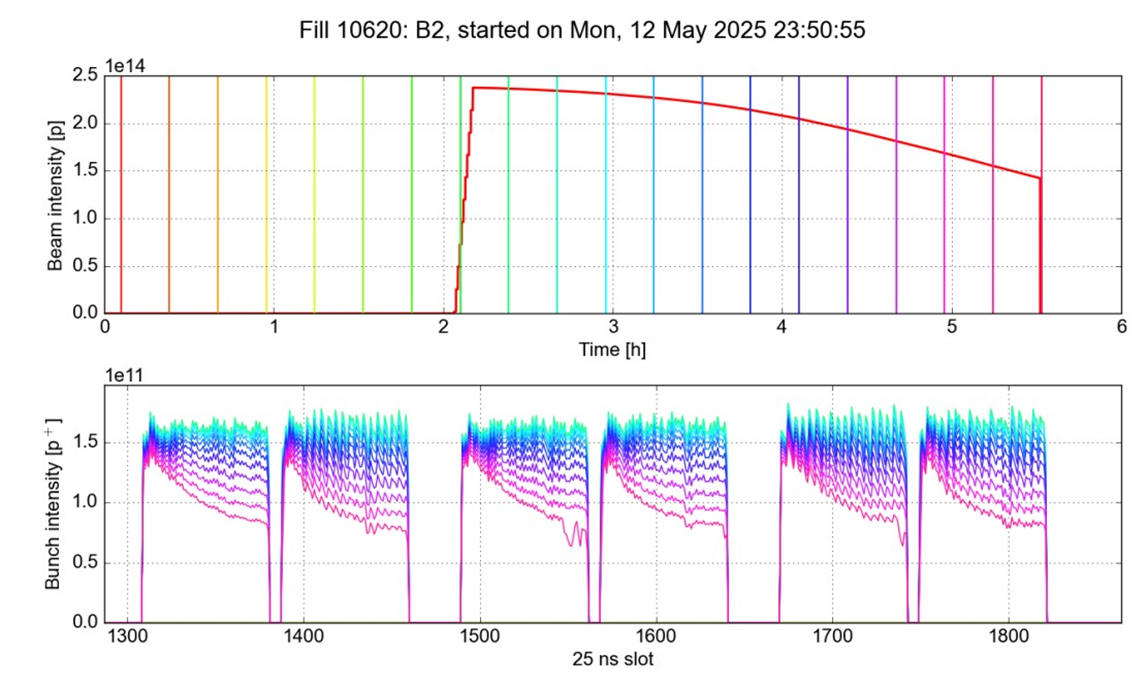 Fill 10620: B2, started on Mon, 12 May 2025 23:50:55
1e14
2.5
2.0
1.5
1.0
0.5
0.0
Beam intensity [p]
0 1 2 3 4 5 6
Time [h]
1e11
1.5
1.0
0.5
0.0
Bunch intensity [p⁺]
1300 1400 1500 1600 1700 1800
25 ns slot